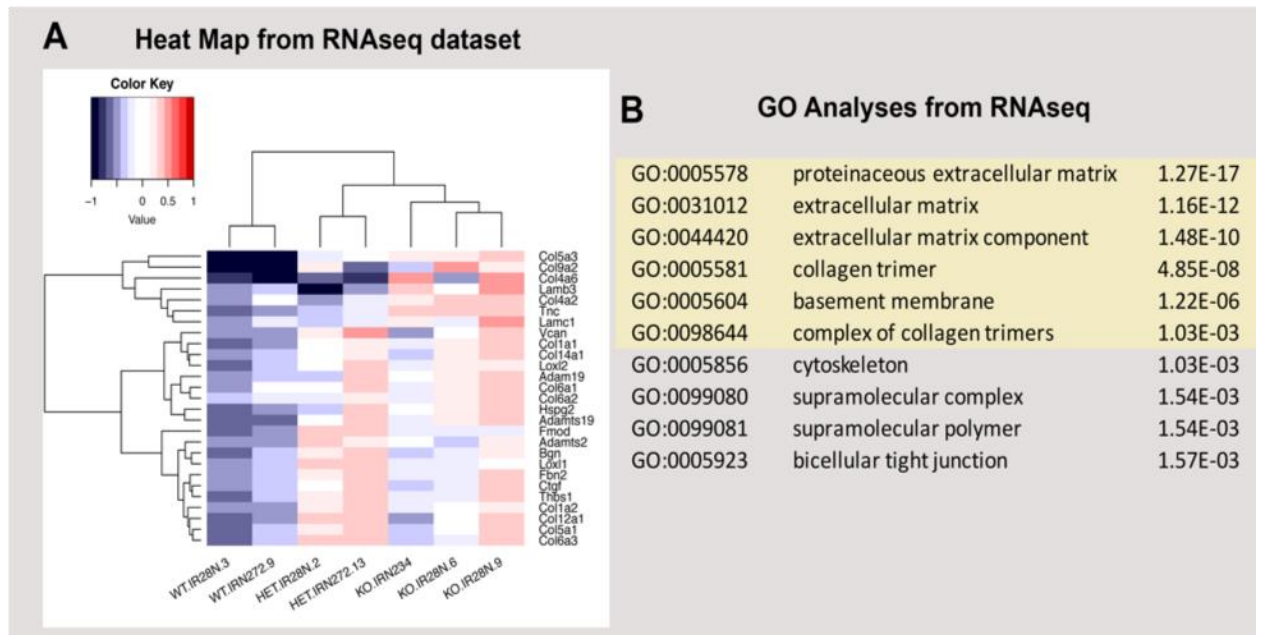 A Heat Map from RNAseq dataset
Color Key
−1 0 0.5 1
Value
Col5a3
Col9a2
Col4a6
Lamb3
Col4a2
Tnc
Lamc1
Vcan
Col1a1
Col14a1
Loxl2
Adam19
Col6a1
Col6a2
Hspg2
Adamts19
Fmod
Adamts2
Bgn
Loxl1
Fbn2
Ctgf
Thbs1
Col1a2
Col12a1
Col5a1
Col6a3
WT.IR28N.3 WT.IRN272.9 HET.IR28N.2 HET.IRN272.13 KO.IRN234 KO.IR28N.6 KO.IR28N.9
B GO Analyses from RNAseq
GO:0005578 proteinaceous extracellular matrix 1.27E-17
GO:0031012 extracellular matrix 1.16E-12
GO:0044420 extracellular matrix component 1.48E-10
GO:0005581 collagen trimer 4.85E-08
GO:0005604 basement membrane 1.22E-06
GO:0098644 complex of collagen trimers 1.03E-03
GO:0005856 cytoskeleton 1.03E-03
GO:0099080 supramolecular complex 1.54E-03
GO:0099081 supramolecular polymer 1.54E-03
GO:0005923 bicellular tight junction 1.57E-03